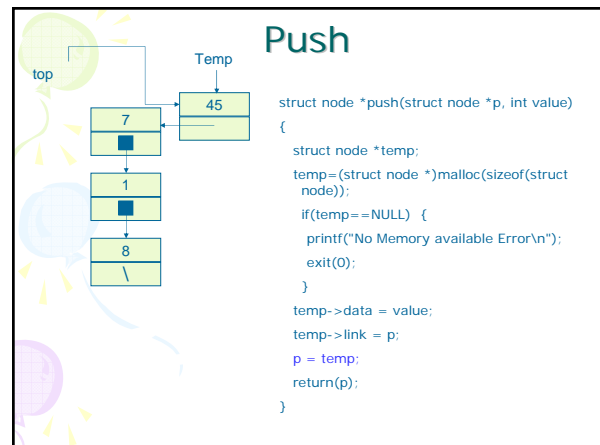 Push
top
Temp
45
7
1
8
\
struct node *push(struct node *p, int value)
{
struct node *temp;
temp=(struct node *)malloc(sizeof(struct
node));
if(temp==NULL) {
printf("No Memory available Error\n");
exit(0);
}
temp->data = value;
temp->link = p;
p = temp;
return(p);
}